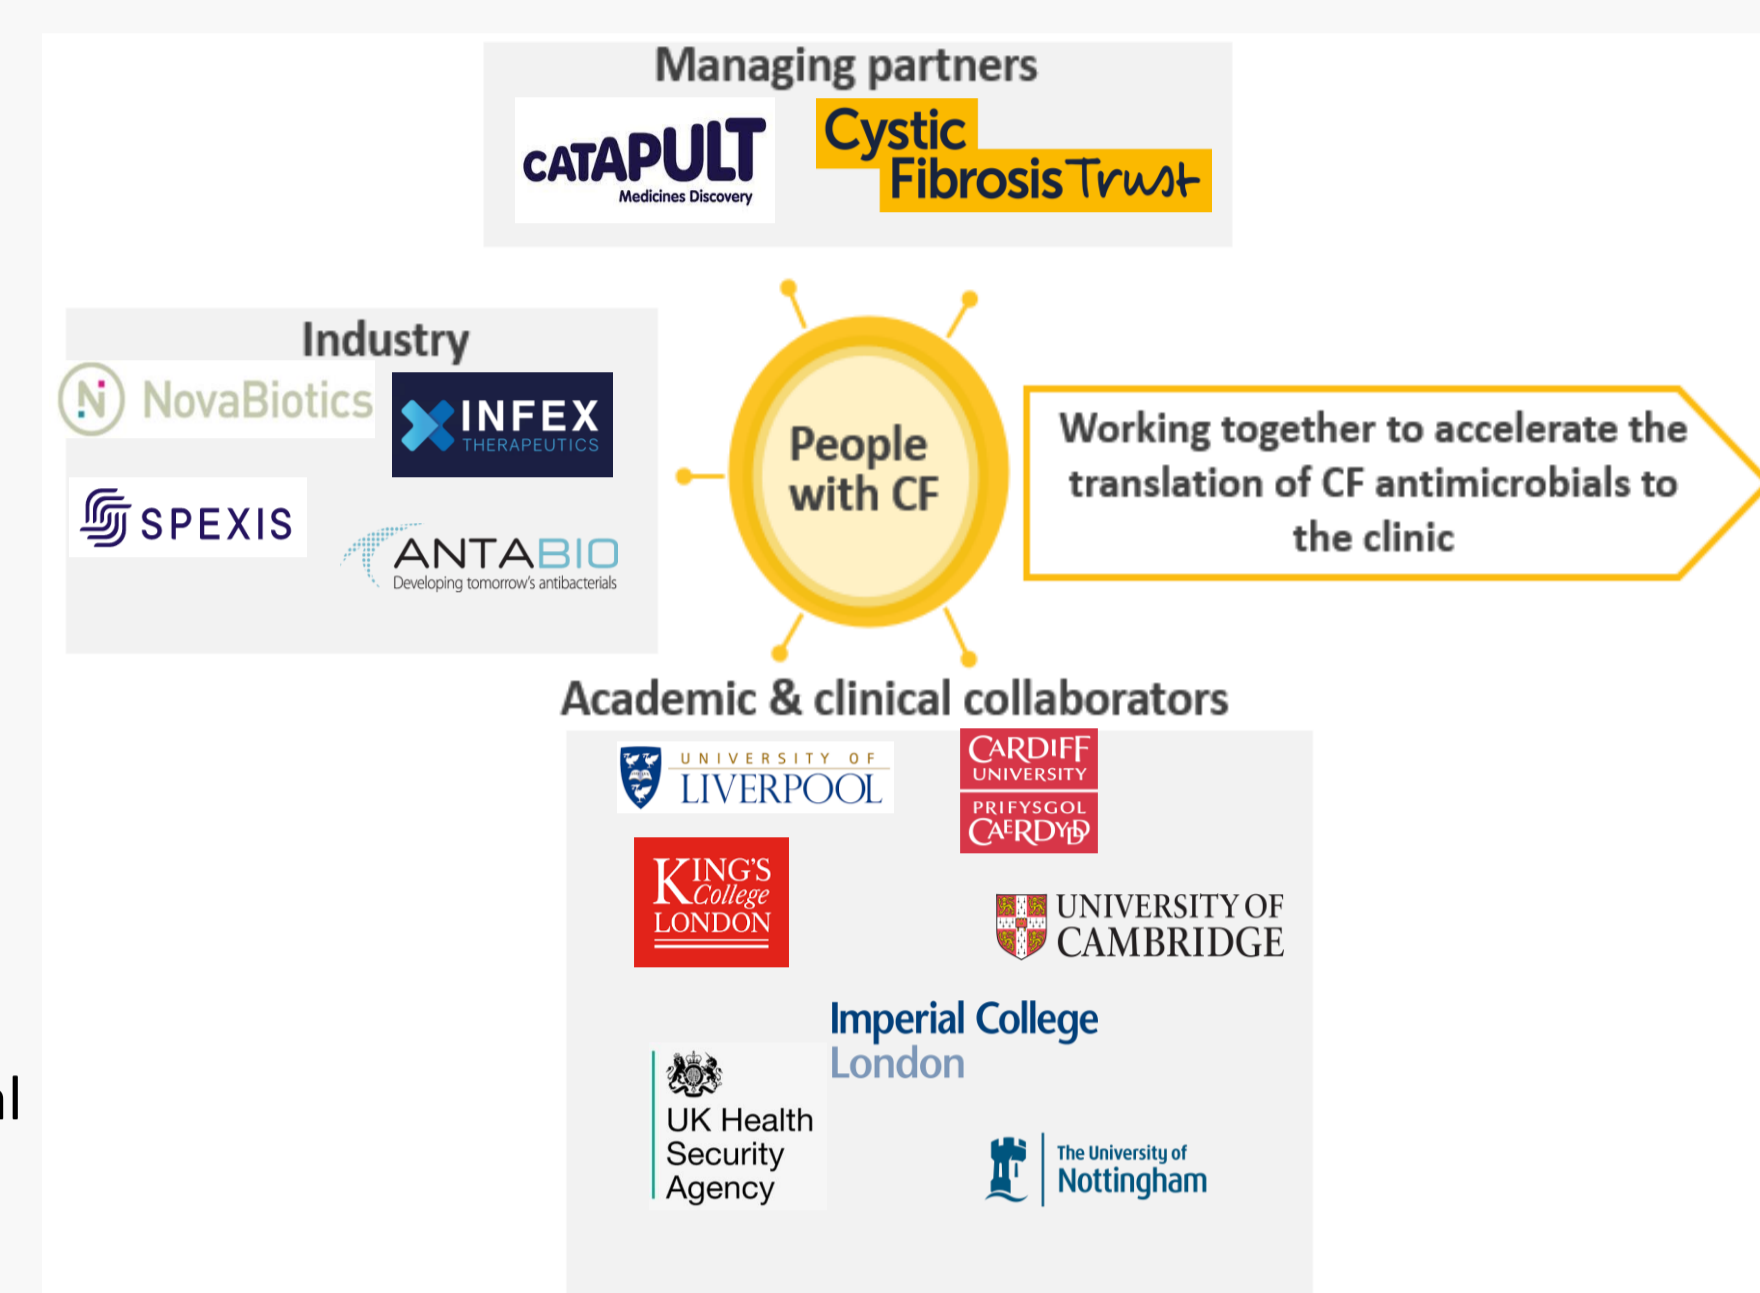 Managing partners
CATAPULT
Medicines Discovery
Cystic
Fibrosis Trust
Industry
N NovaBiotics
INFEX
THERAPEUTICS
SPEXIS
ANTABIO
Developing tomorrow's antibacterials
People
with CF
Working together to accelerate the
translation of CF antimicrobials to
the clinic
Academic & clinical collaborators
UNIVERSITY OF
LIVERPOOL
CARDIFF
UNIVERSITY
PRIFYSGOL
CAERDYDD
KING'S
College
LONDON
UNIVERSITY OF
CAMBRIDGE
Imperial College
London
UK Health
Security
Agency
The University of
Nottingham